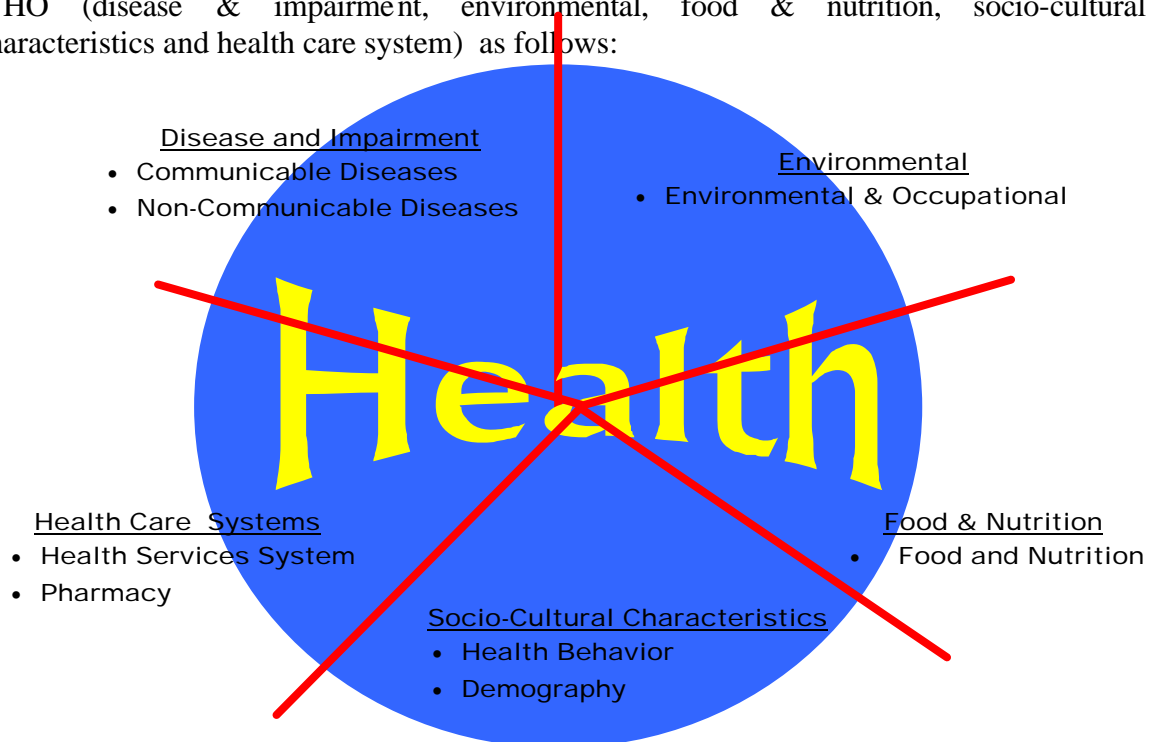 HO (disease & impairment, environmental, food & nutrition, socio-cultural
haracteristics and health care system) as follows:
Disease and Impairment
• Communicable Diseases
• Non-Communicable Diseases
Environmental
• Environmental & Occupational
Health
Health Care Systems
• Health Services System
• Pharmacy
Food & Nutrition
• Food and Nutrition
Socio-Cultural Characteristics
• Health Behavior
• Demography